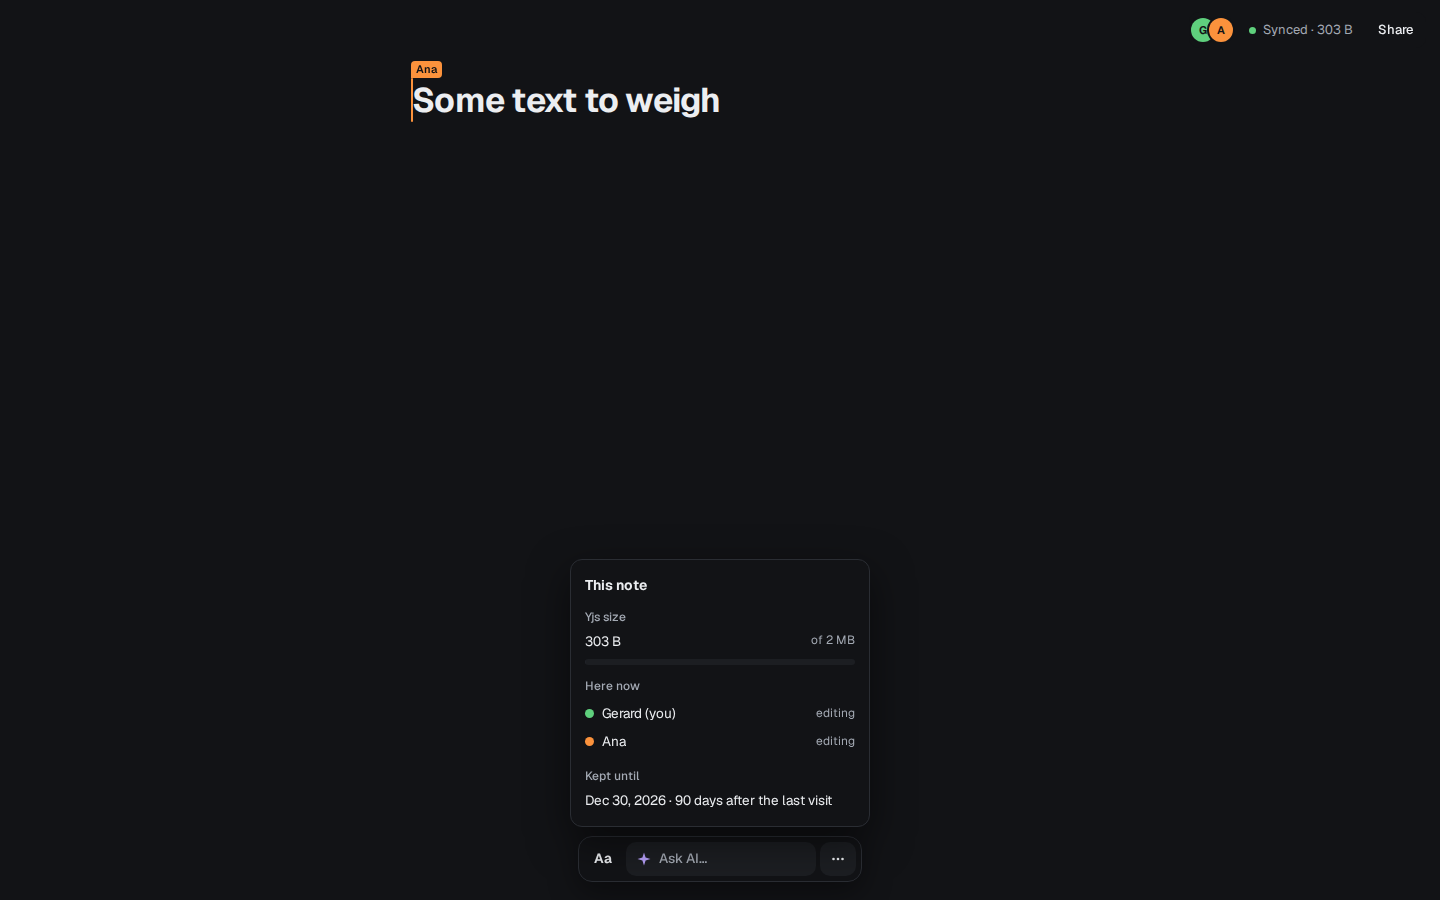 G A Synced · 303 B Share
Ana
Some text to weigh
This note
Yjs size
303 B of 2 MB
Here now
Gerard (you) editing
Ana editing
Kept until
Dec 30, 2026 · 90 days after the last visit
Aa Ask AI... ···